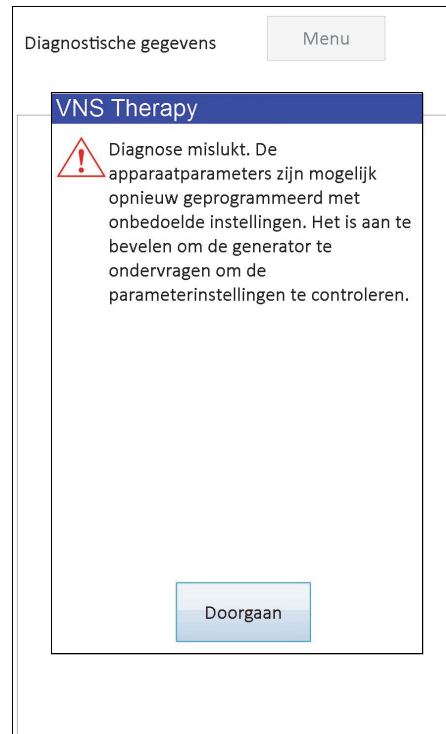 Diagnostische gegevens
Menu
VNS Therapy
Diagnose mislukt. De
apparaatparameters zijn mogelijk
opnieuw geprogrammeerd met
onbedoelde instellingen. Het is aan te
bevelen om de generator te
ondervragen om de
parameterinstellingen te controleren.
Doorgaan